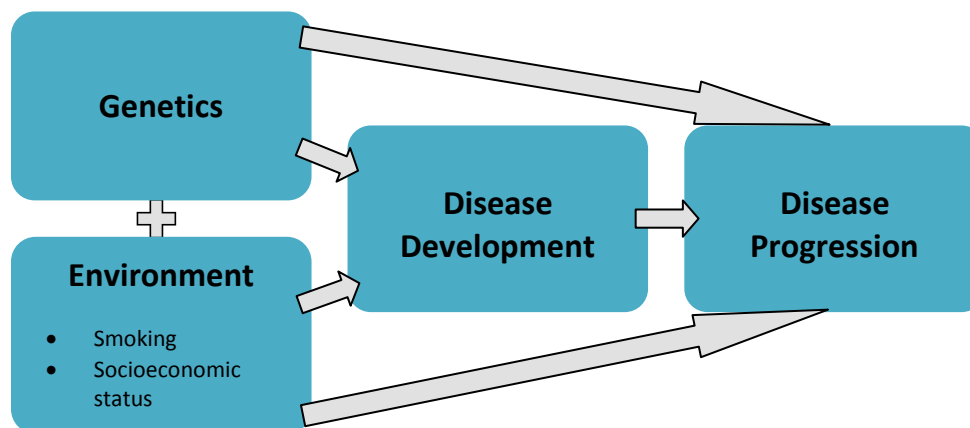 Genetics
Environment
• Smoking
• Socioeconomic
status
Disease
Development
Disease
Progression